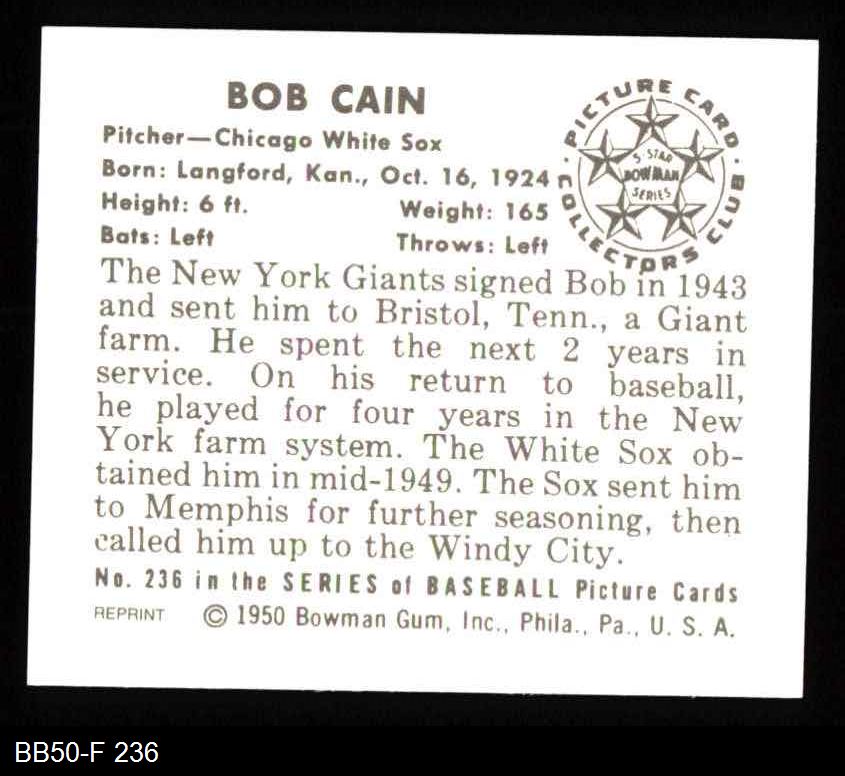 BOB CAIN
Pitcher—Chicago White Sox
Born: Langford, Kan., Oct. 16, 1924
Height: 6 ft. Weight: 165
Bats: Left Throws: Left
PICTURE CARD
COLLECTORS CLUB
5 STAR
BOWMAN
SERIES
The New York Giants signed Bob in 1943
and sent him to Bristol, Tenn., a Giant
farm. He spent the next 2 years in
service. On his return to baseball,
he played for four years in the New
York farm system. The White Sox ob-
tained him in mid-1949. The Sox sent him
to Memphis for further seasoning, then
called him up to the Windy City.
No. 236 in the SERIES of BASEBALL Picture Cards
REPRINT © 1950 Bowman Gum, Inc., Phila., Pa., U. S. A.
BB50-F 236